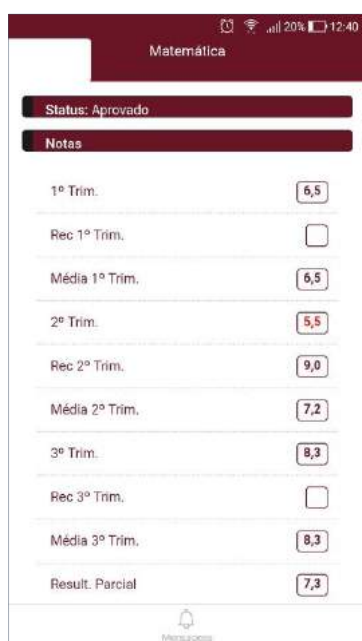 20% 12:40
Matemática
Status: Aprovado
Notas
1º Trim. 6,5
Rec 1º Trim.
Média 1º Trim. 6,5
2º Trim. 5,5
Rec 2º Trim. 9,0
Média 2º Trim. 7,2
3º Trim. 8,3
Rec 3º Trim.
Média 3º Trim. 8,3
Result. Parcial 7,3
Mensagens